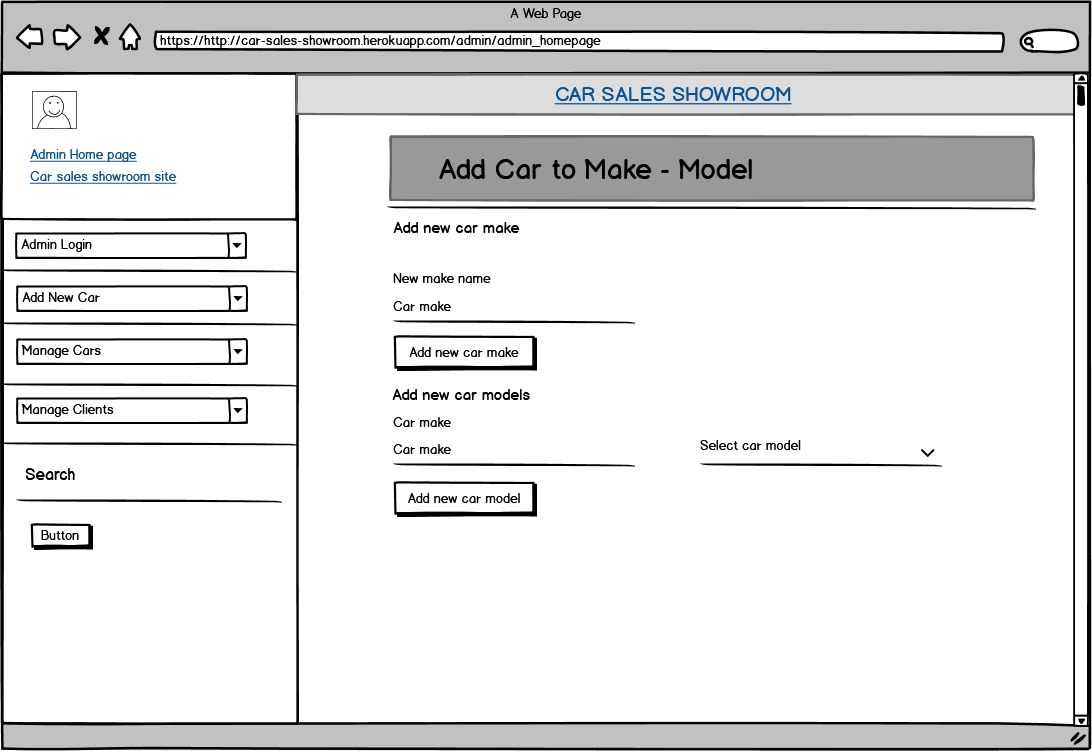 A Web Page
https://http://car-sales-showroom.herokuapp.com/admin/admin_homepage
CAR SALES SHOWROOM
Admin Home page
Car sales showroom site
Admin Login
Add New Car
Manage Cars
Manage Clients
Search
Button
Add Car to Make - Model
Add new car make
New make name
Car make
Add new car make
Add new car models
Car make
Car make
Select car model
Add new car model